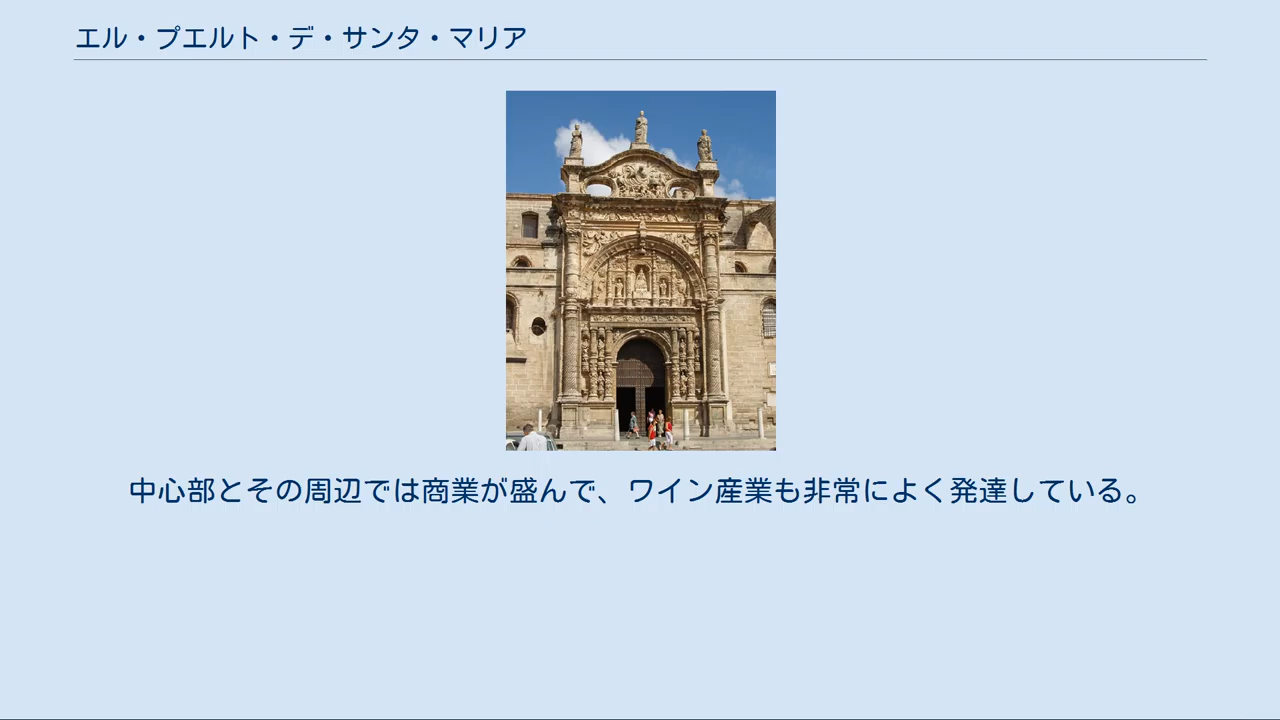 エル・プエルト・デ・サンタ・マリア
中心部とその周辺では商業が盛んで、ワイン産業も非常によく発達している。